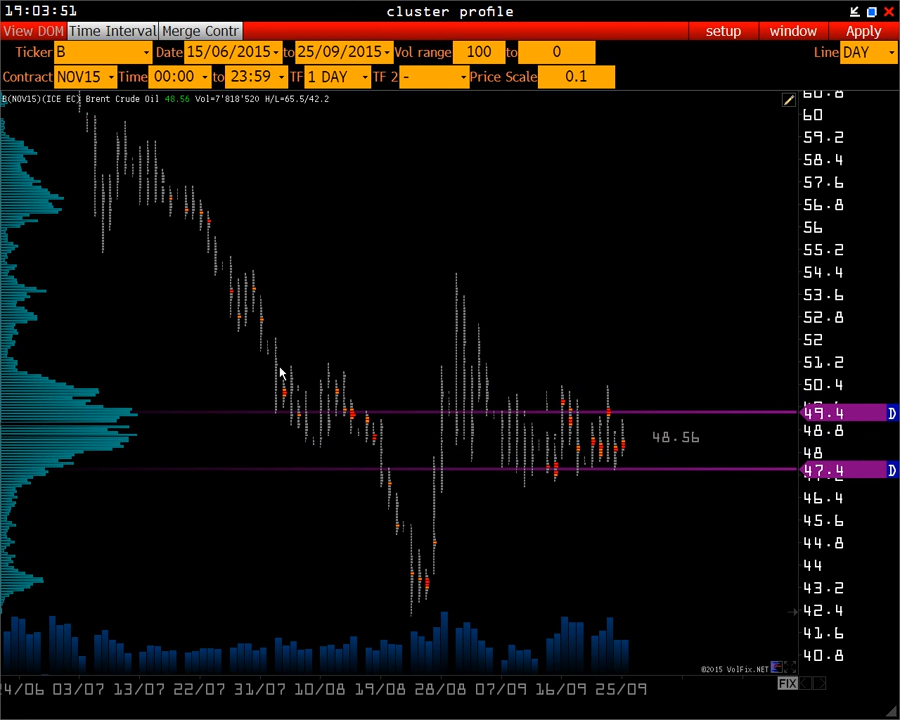 19:03:51 cluster profile
View DOM Time Interval Merge Contr setup window Apply
Ticker B Date 15/06/2015 to 25/09/2015 Vol range 100 to 0 Line DAY
Contract NOV15 Time 00:00 to 23:59 TF 1 DAY TF 2 - Price Scale 0.1
B(NOV15)(ICE EC) Brent Crude Oil 48.56 Vol=7'818'520 H/L=65.5/42.2
60.8
60
59.2
58.4
57.6
56.8
56
55.2
54.4
53.6
52.8
52
51.2
50.4
49.4 D
48.8
48.56
48
47.4 D
46.4
45.6
44.8
44
43.2
42.4
41.6
40.8
©2015 VolFix.NET
FIX
24/06 03/07 13/07 22/07 31/07 10/08 19/08 28/08 07/09 16/09 25/09